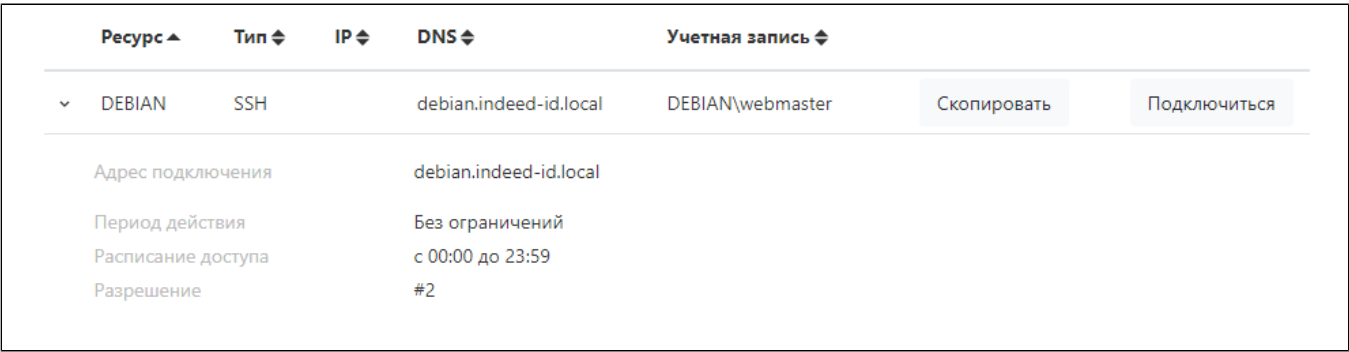 Ресурс Тип IP DNS Учетная запись
DEBIAN SSH debian.indeed-id.local DEBIAN\webmaster Скопировать Подключиться
Адрес подключения debian.indeed-id.local
Период действия Без ограничений
Расписание доступа с 00:00 до 23:59
Разрешение #2